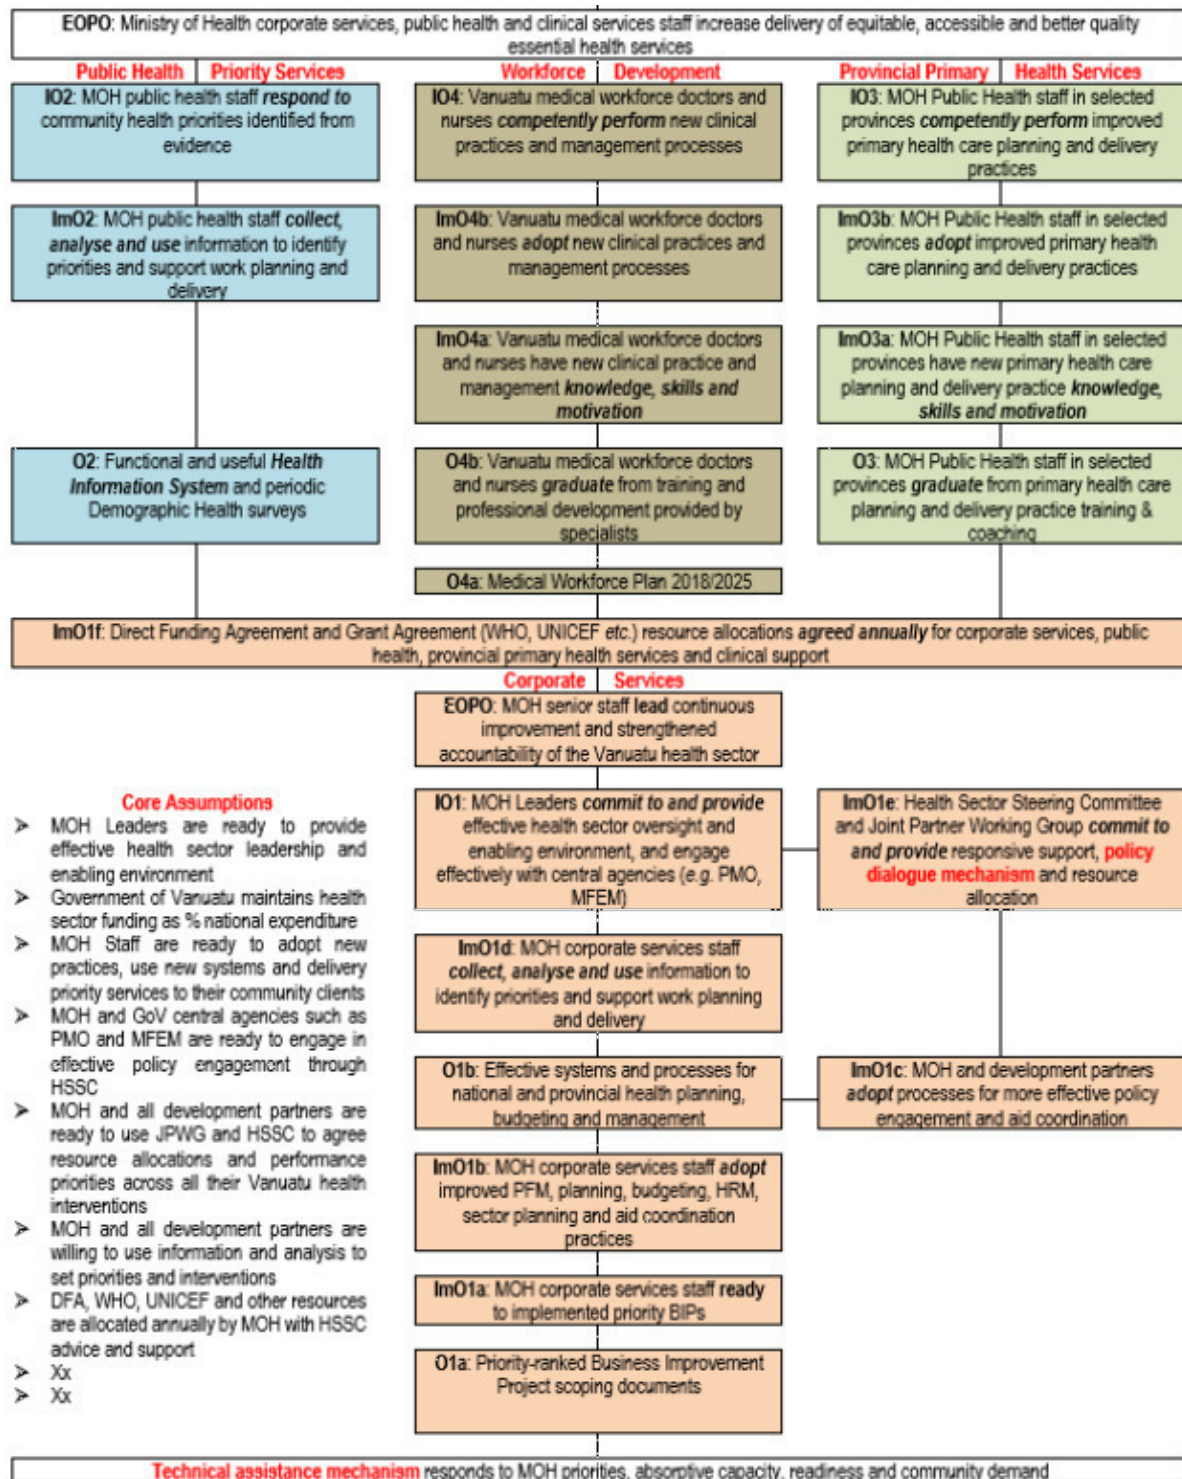 EOPO: Ministry of Health corporate services, public health and clinical services staff increase delivery of equitable, accessible and better quality
essential health services
Public Health Priority Services
IO2: MOH public health staff respond to
community health priorities identified from
evidence
ImO2: MOH public health staff collect,
analyse and use information to identify
priorities and support work planning and
delivery
O2: Functional and useful Health
Information System and periodic
Demographic Health surveys
Workforce Development
IO4: Vanuatu medical workforce doctors and
nurses competently perform new clinical
practices and management processes
ImO4b: Vanuatu medical workforce doctors
and nurses adopt new clinical practices and
management processes
ImO4a: Vanuatu medical workforce doctors
and nurses have new clinical practice and
management knowledge, skills and
motivation
O4b: Vanuatu medical workforce doctors
and nurses graduate from training and
professional development provided by
specialists
O4a: Medical Workforce Plan 2018/2025
Provincial Primary Health Services
IO3: MOH Public Health staff in selected
provinces competently perform improved
primary health care planning and delivery
practices
ImO3b: MOH Public Health staff in selected
provinces adopt improved primary health
care planning and delivery practices
ImO3a: MOH Public Health staff in selected
provinces have new primary health care
planning and delivery practice knowledge,
skills and motivation
O3: MOH Public Health staff in selected
provinces graduate from primary health care
planning and delivery practice training &
coaching
ImO1f: Direct Funding Agreement and Grant Agreement (WHO, UNICEF etc.) resource allocations agreed annually for corporate services, public
health, provincial primary health services and clinical support
Corporate Services
EOPO: MOH senior staff lead continuous
improvement and strengthened
accountability of the Vanuatu health sector
IO1: MOH Leaders commit to and provide
effective health sector oversight and
enabling environment, and engage
effectively with central agencies (e.g. PMO,
MFEM)
ImO1e: Health Sector Steering Committee
and Joint Partner Working Group commit to
and provide responsive support, policy
dialogue mechanism and resource
allocation
ImO1d: MOH corporate services staff
collect, analyse and use information to
identify priorities and support work planning
and delivery
O1b: Effective systems and processes for
national and provincial health planning,
budgeting and management
ImO1c: MOH and development partners
adopt processes for more effective policy
engagement and aid coordination
ImO1b: MOH corporate services staff adopt
improved PFM, planning, budgeting, HRM,
sector planning and aid coordination
practices
ImO1a: MOH corporate services staff ready
to implemented priority BIPs
O1a: Priority-ranked Business Improvement
Project scoping documents
Core Assumptions
➢ MOH Leaders are ready to provide
effective health sector leadership and
enabling environment
➢ Government of Vanuatu maintains health
sector funding as % national expenditure
➢ MOH Staff are ready to adopt new
practices, use new systems and delivery
priority services to their community clients
➢ MOH and GoV central agencies such as
PMO and MFEM are ready to engage in
effective policy engagement through
HSSC
➢ MOH and all development partners are
ready to use JPWG and HSSC to agree
resource allocations and performance
priorities across all their Vanuatu health
interventions
➢ MOH and all development partners are
willing to use information and analysis to
set priorities and interventions
➢ DFA, WHO, UNICEF and other resources
are allocated annually by MOH with HSSC
advice and support
➢ Xx
➢ Xx
Technical assistance mechanism responds to MOH priorities, absorptive capacity, readiness and community demand